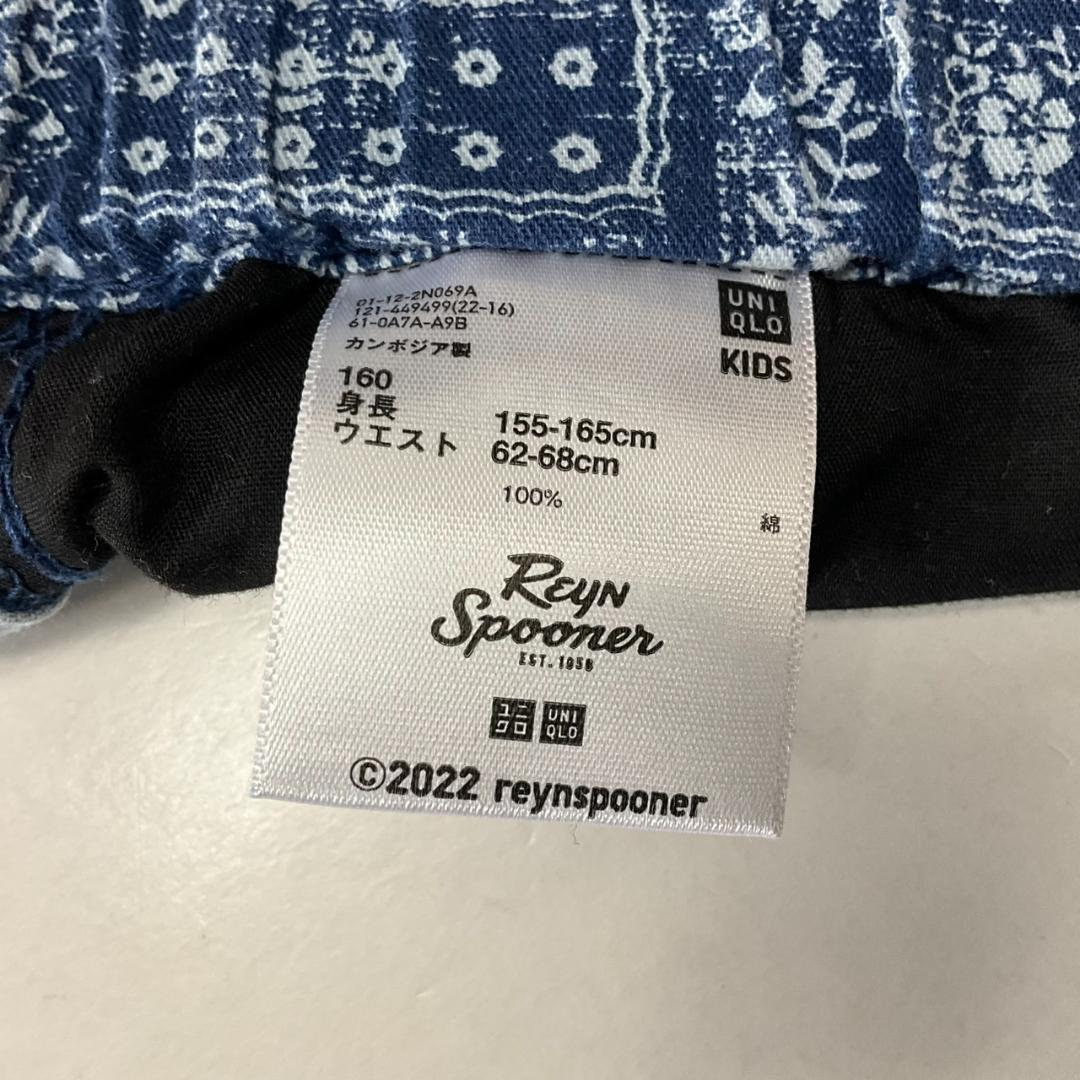 01-12-2N069A
121-449499(22-16)
61-0A7A-A9B
カンボジア製
UNI
QLO
KIDS
160
身長 155-165cm
ウエスト 62-68cm
100% 綿
REYN
Spooner
EST. 1956
ユニ
クロ
UNI
QLO
©2022 reynspooner